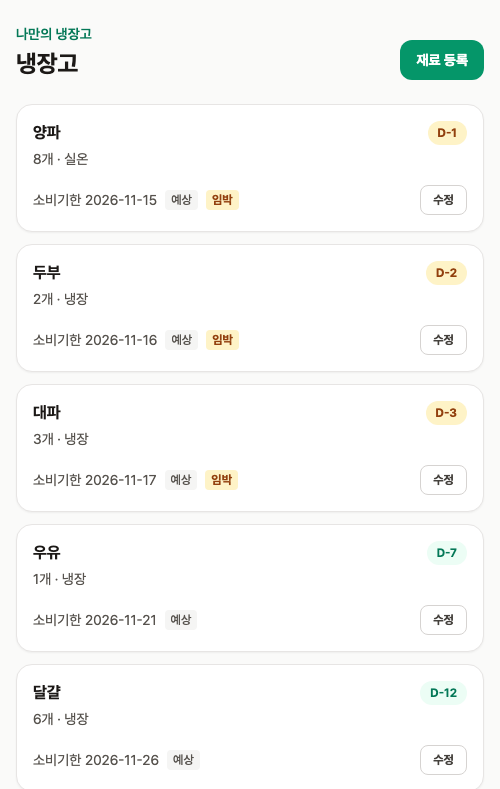 나만의 냉장고
냉장고
재료 등록
양파
D-1
8개 · 실온
소비기한 2026-11-15 예상 임박
수정
두부
D-2
2개 · 냉장
소비기한 2026-11-16 예상 임박
수정
대파
D-3
3개 · 냉장
소비기한 2026-11-17 예상 임박
수정
우유
D-7
1개 · 냉장
소비기한 2026-11-21 예상
수정
달걀
D-12
6개 · 냉장
소비기한 2026-11-26 예상
수정